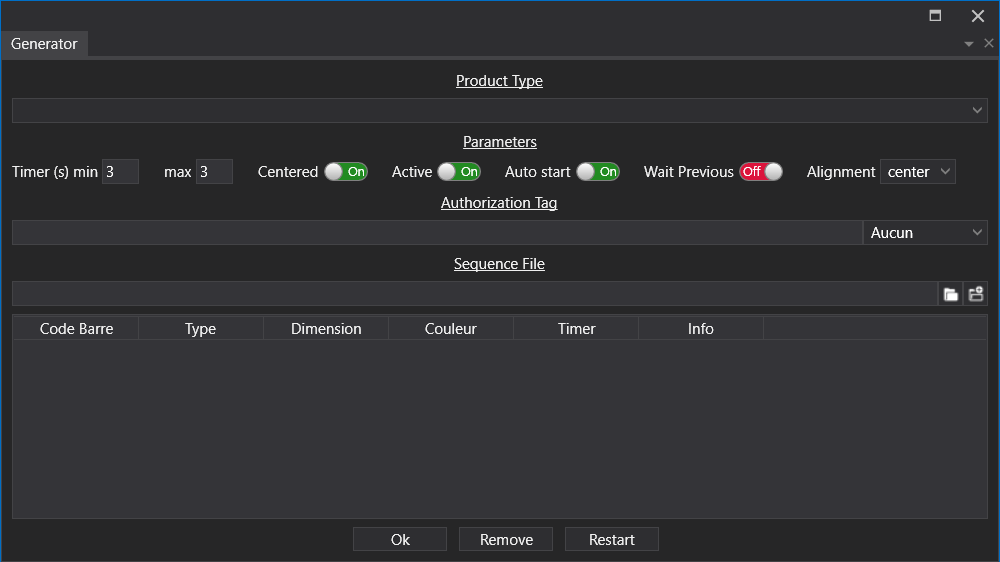 Generator
Product Type
Parameters
Timer (s) min 3 max 3 Centered On Active On Auto start On Wait Previous Off Alignment center
Authorization Tag
Aucun
Sequence File
Code Barre Type Dimension Couleur Timer Info
Ok Remove Restart